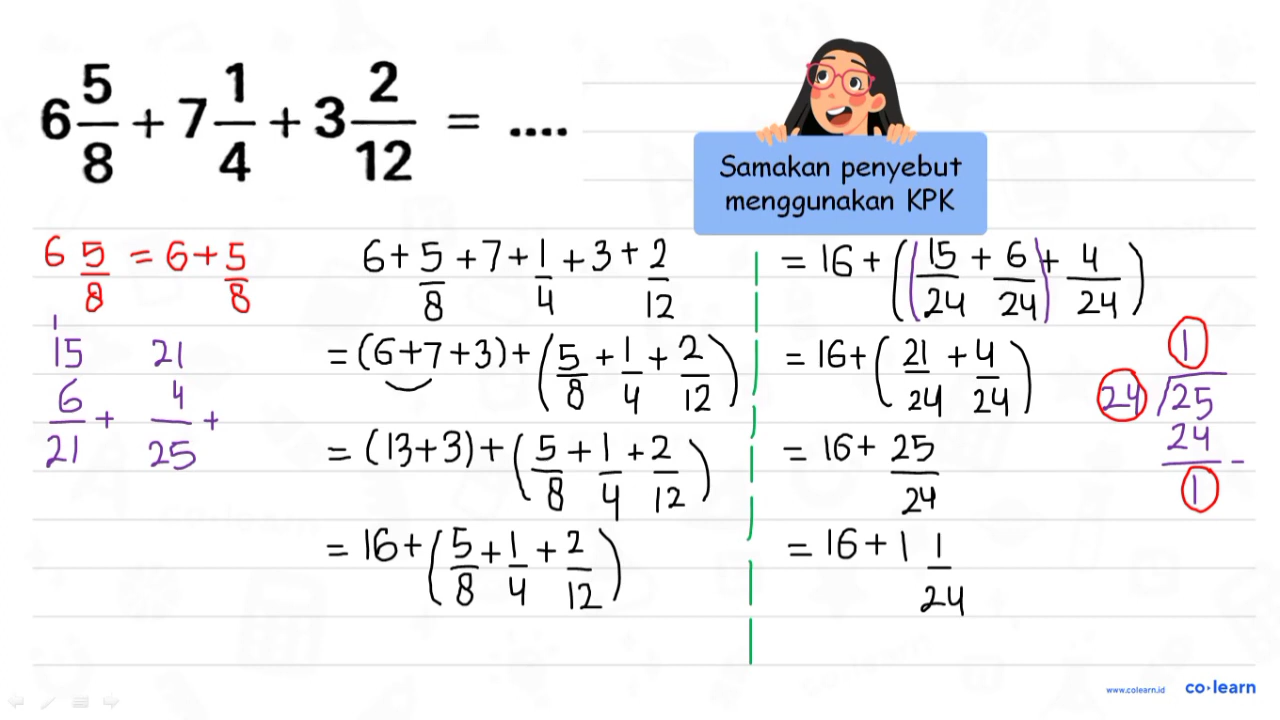 6 5/8 + 7 1/4 + 3 2/12 = ....
Samakan penyebut
menggunakan KPK
6 5/8 = 6 + 5/8
1
15
6 +
21
21
4 +
25
6 + 5/8 + 7 + 1/4 + 3 + 2/12
= (6+7+3) + (5/8 + 1/4 + 2/12)
= (13+3) + (5/8 + 1/4 + 2/12)
= 16 + (5/8 + 1/4 + 2/12)
= 16 + ((15/24 + 6/24) + 4/24)
= 16 + (21/24 + 4/24)
= 16 + 25/24
= 16 + 1 1/24
1
24 / 25
24 -
1
www.colearn.id co·learn